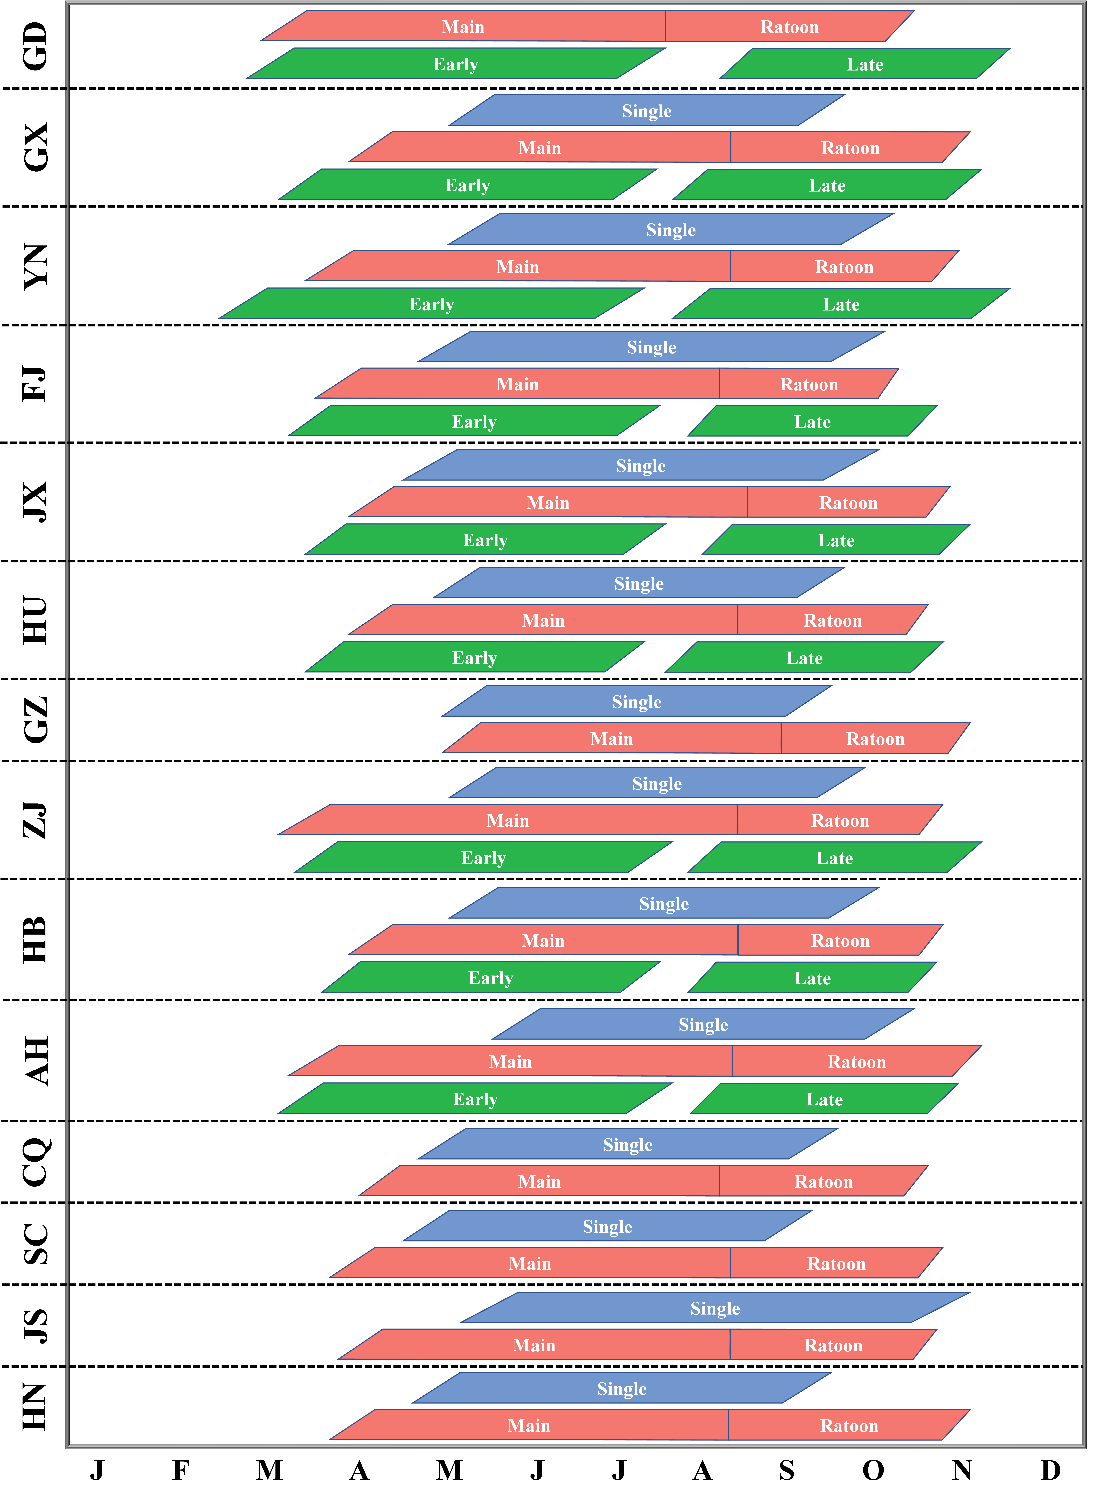 GD
Main Ratoon
Early Late
GX
Single
Main Ratoon
Early Late
YN
Single
Main Ratoon
Early Late
FJ
Single
Main Ratoon
Early Late
JX
Single
Main Ratoon
Early Late
HU
Single
Main Ratoon
Early Late
GZ
Single
Main Ratoon
ZJ
Single
Main Ratoon
Early Late
HB
Single
Main Ratoon
Early Late
AH
Single
Main Ratoon
Early Late
CQ
Single
Main Ratoon
SC
Single
Main Ratoon
JS
Single
Main Ratoon
HN
Single
Main Ratoon
J F M A M J J A S O N D